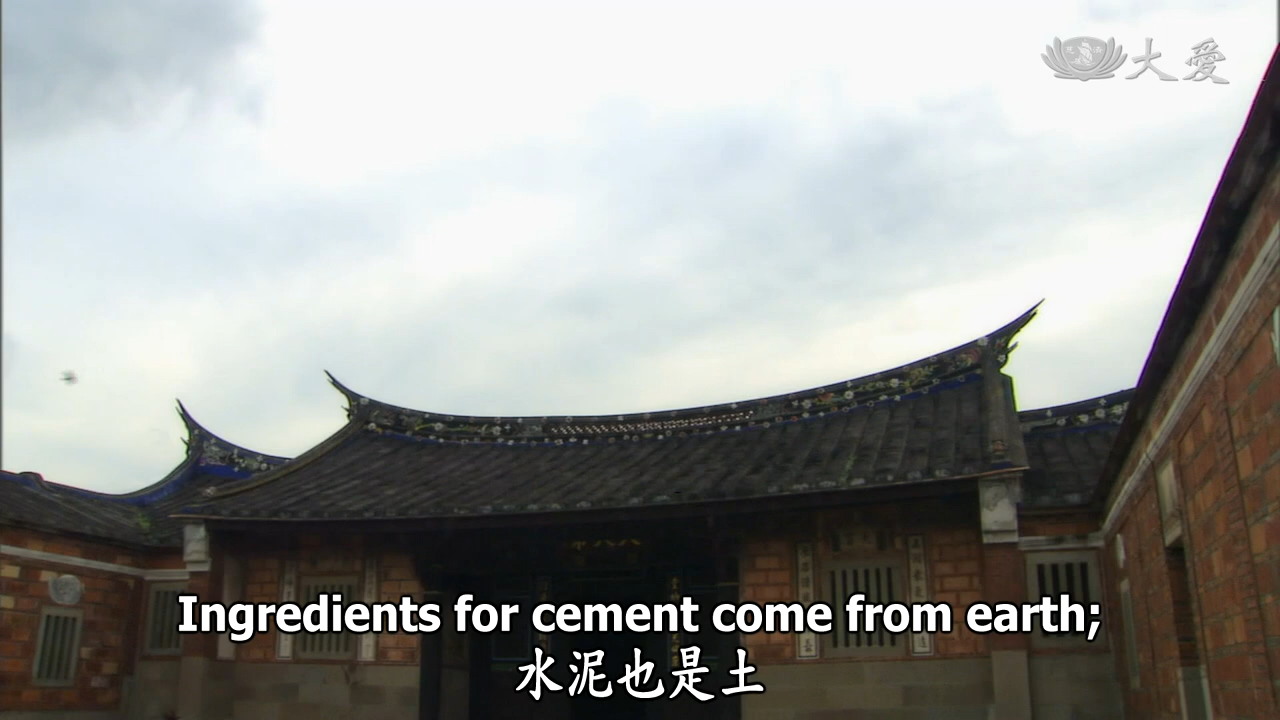 大愛
Ingredients for cement come from earth;
水泥也是土